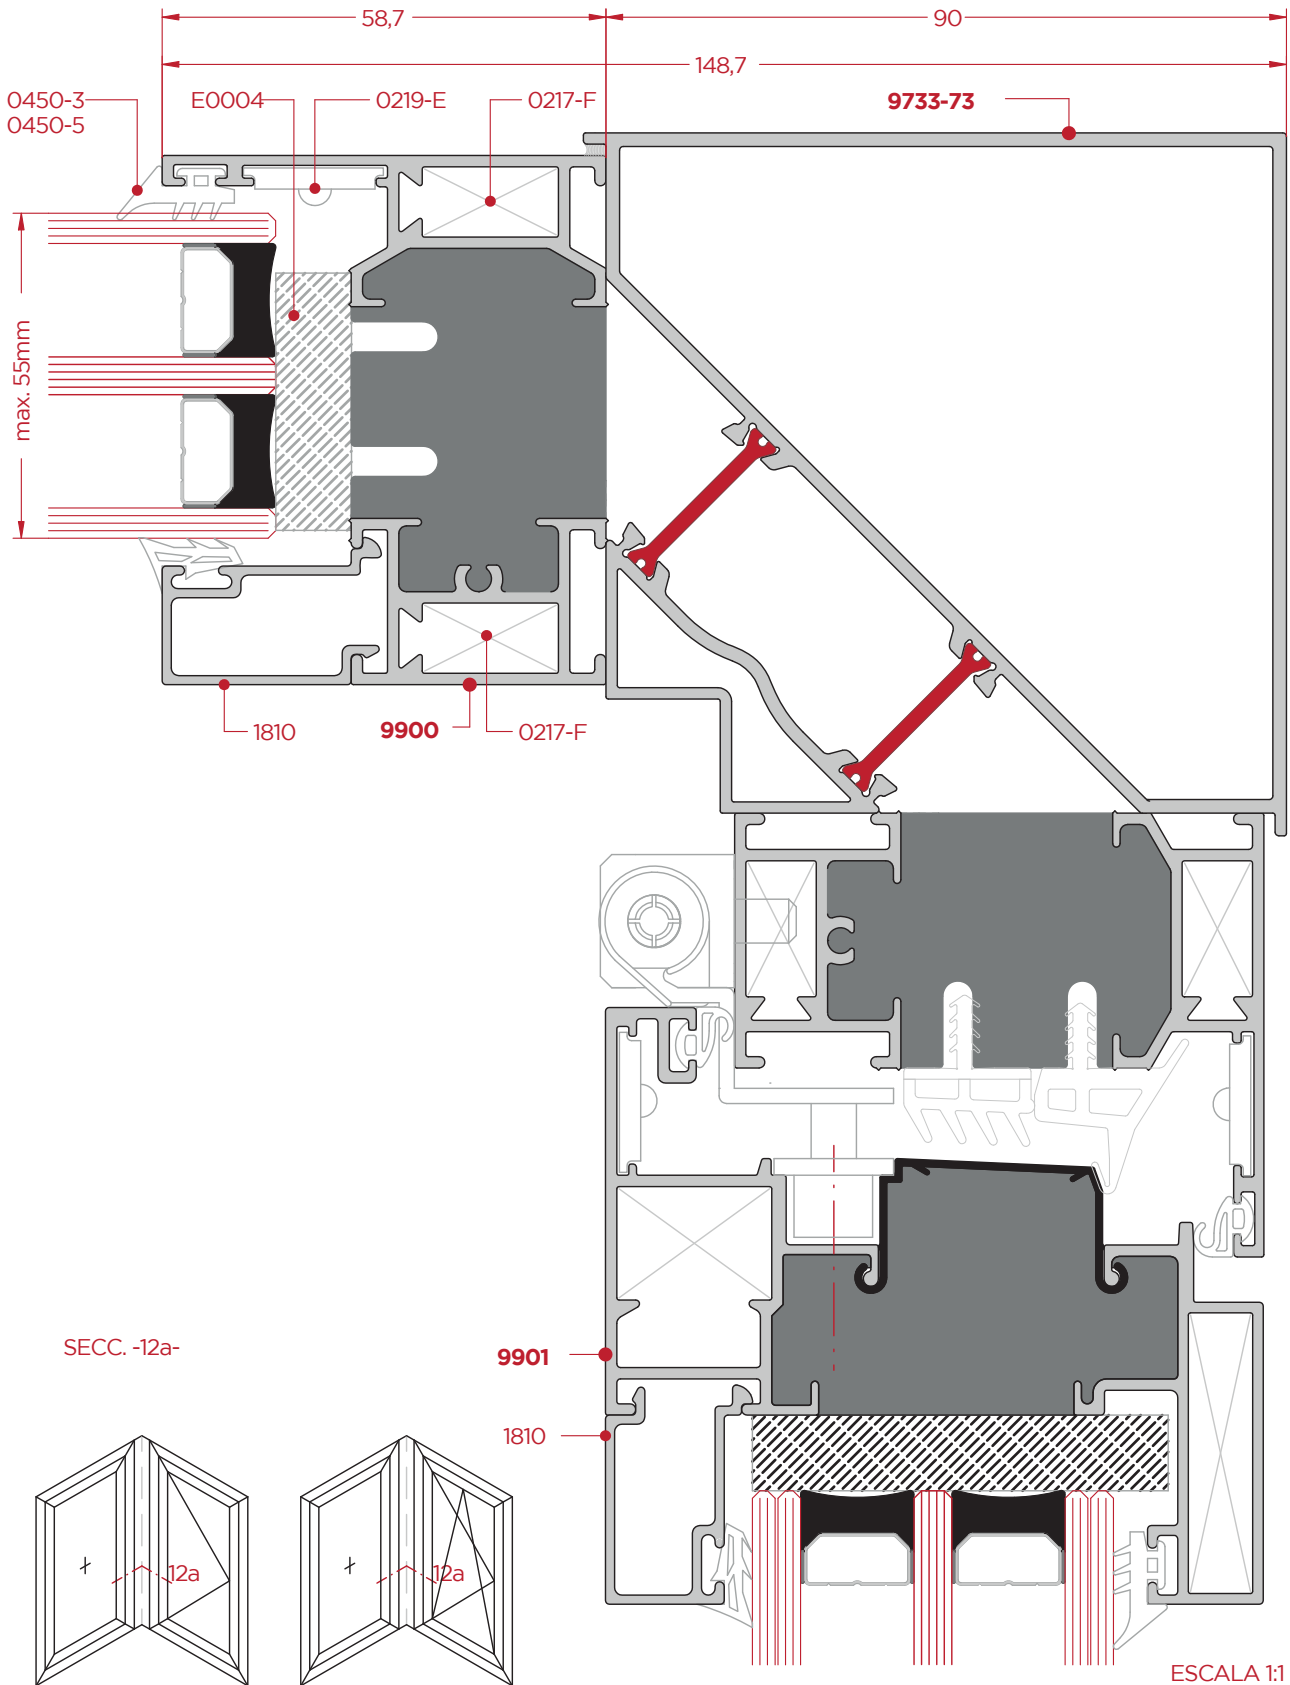 58,7
90
148,7
0450-3
0450-5
E0004
0219-E
0217-F
9733-73
max. 55mm
1810
9900
0217-F
SECC. -12a-
9901
1810
12a
12a
ESCALA 1:1